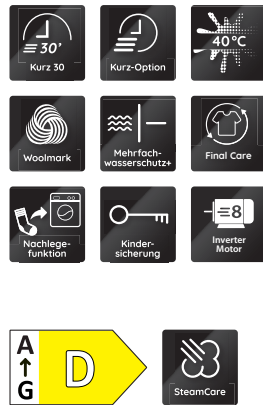 30'
Kurz 30
Kurz-Option
40°C
Woolmark
Mehrfach-
wasserschutz+
Final Care
Nachlege-
funktion
Kinder-
sicherung
8
Inverter
Motor
A
G
D
SteamCare